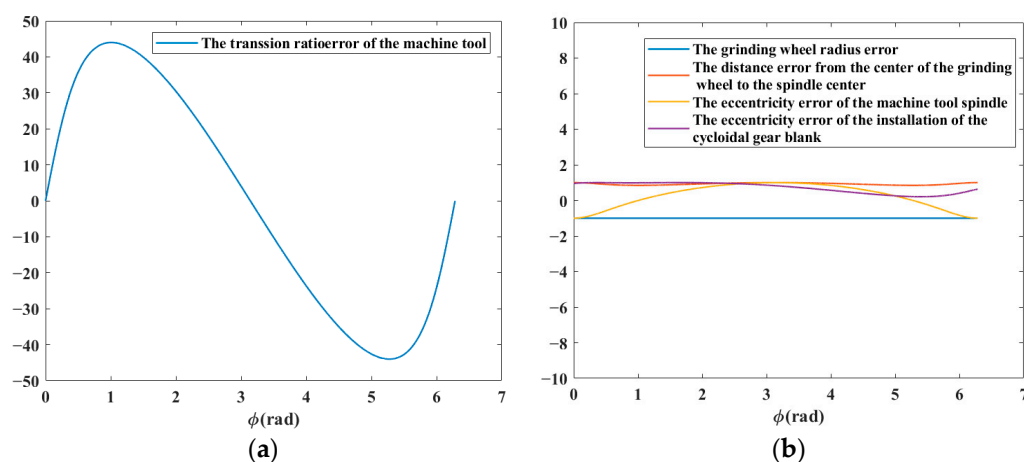 50
40
30
20
10
0
−10
−20
−30
−40
−50
The transsion ratioerror of the machine tool
0 1 2 3 4 5 6 7
ϕ(rad)
(a)
10
8
6
4
2
0
−2
−4
−6
−8
−10
The grinding wheel radius error
The distance error from the center of the grinding
wheel to the spindle center
The eccentricity error of the machine tool spindle
The eccentricity error of the installation of the
cycloidal gear blank
0 1 2 3 4 5 6 7
ϕ(rad)
(b)